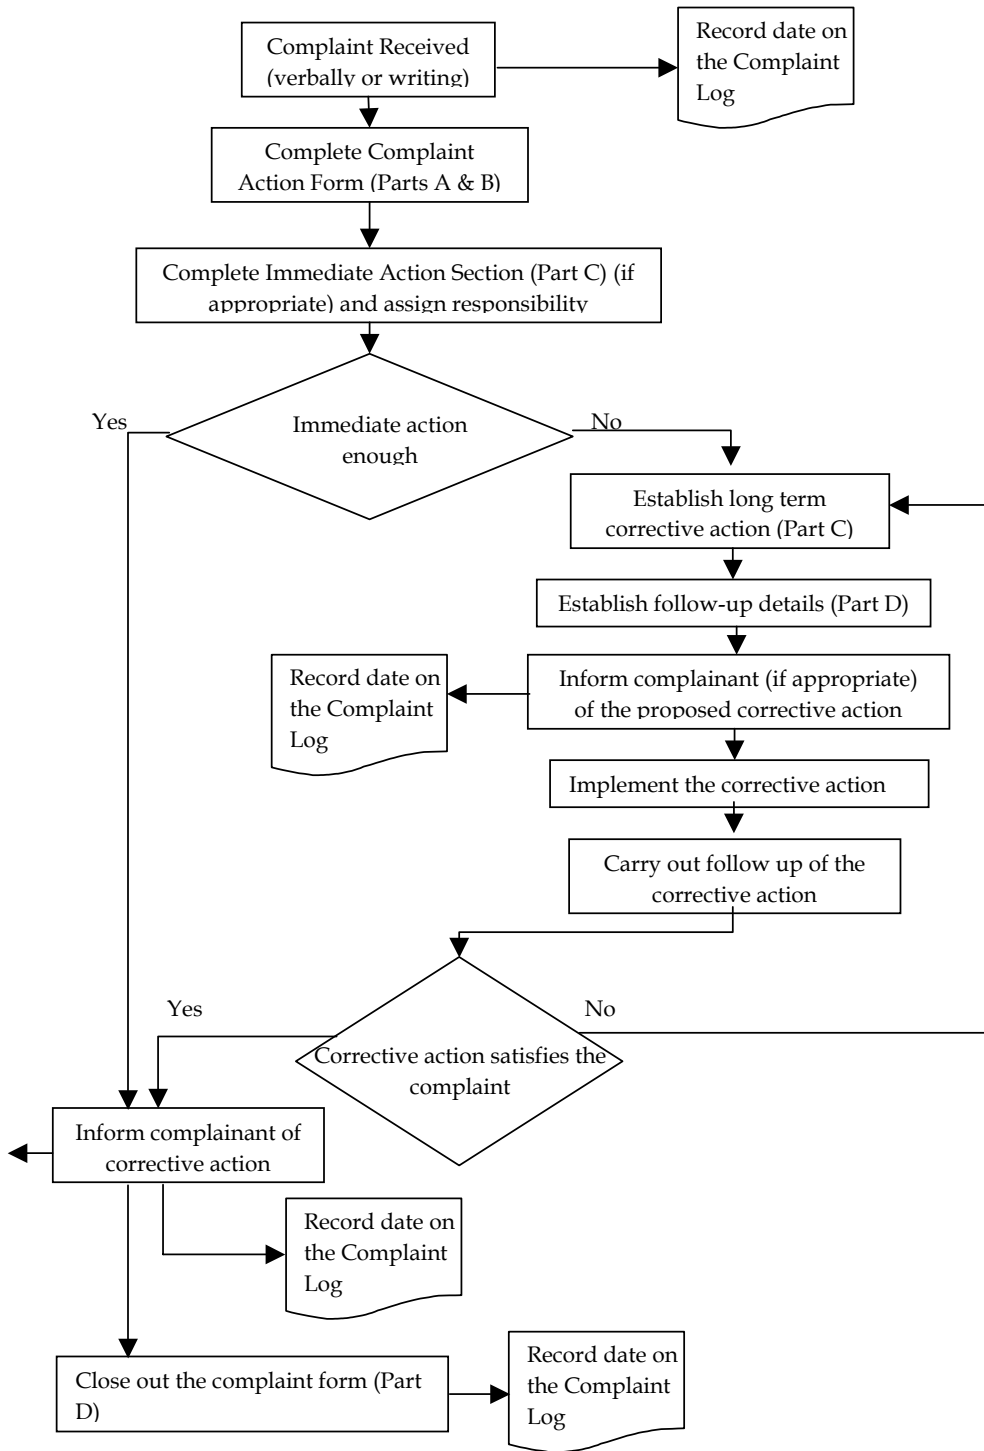 Complaint Received
(verbally or writing)
Record date on
the Complaint
Log
Complete Complaint
Action Form (Parts A & B)
Complete Immediate Action Section (Part C) (if
appropriate) and assign responsibility
Yes
Immediate action
enough
No
Establish long term
corrective action (Part C)
Establish follow-up details (Part D)
Record date on
the Complaint
Log
Inform complainant (if appropriate)
of the proposed corrective action
Implement the corrective action
Carry out follow up of the
corrective action
Yes
No
Corrective action satisfies the
complaint
Inform complainant of
corrective action
Record date on
the Complaint
Log
Close out the complaint form (Part
D)
Record date on
the Complaint
Log